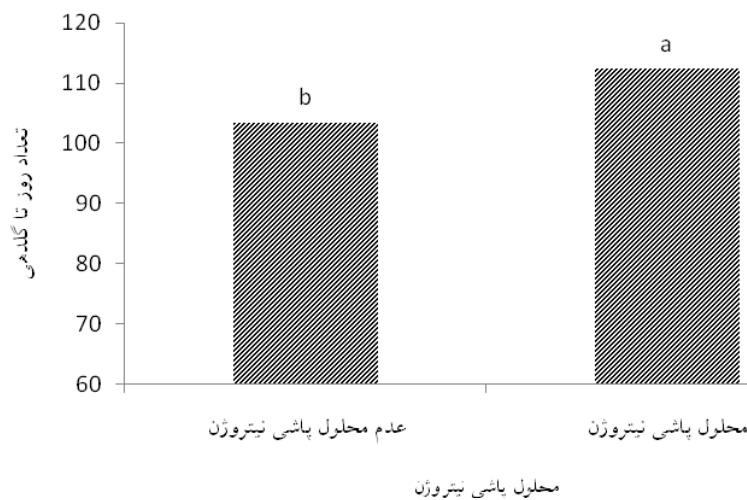 120
110
100
90
80
70
60
تعداد روز تا گلدهی
b
a
عدم محلول پاشی نیتروژن
محلول پاشی نیتروژن
محلول پاشی نیتروژن